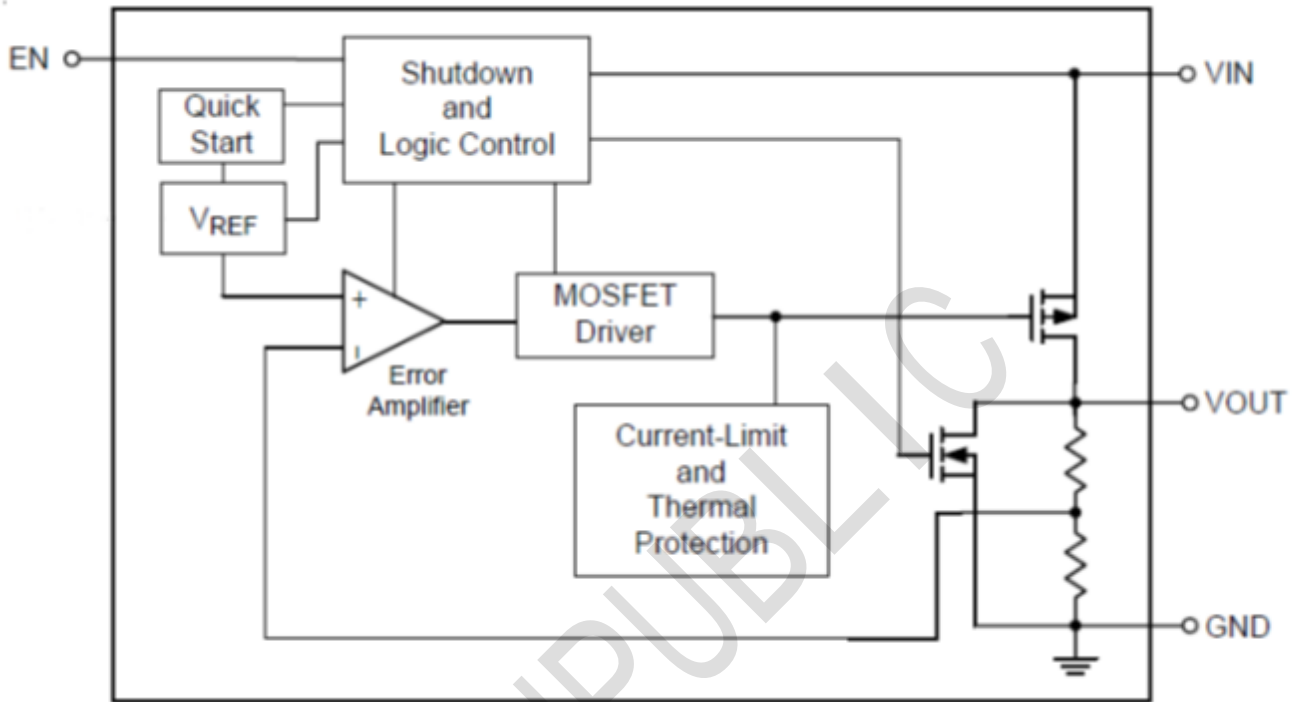 EN
Shutdown
and
Logic Control
VIN
Quick
Start
VREF
+
MOSFET
Driver
Error
Amplifier
VOUT
Current-Limit
and
Thermal
Protection
GND
PUBLIC